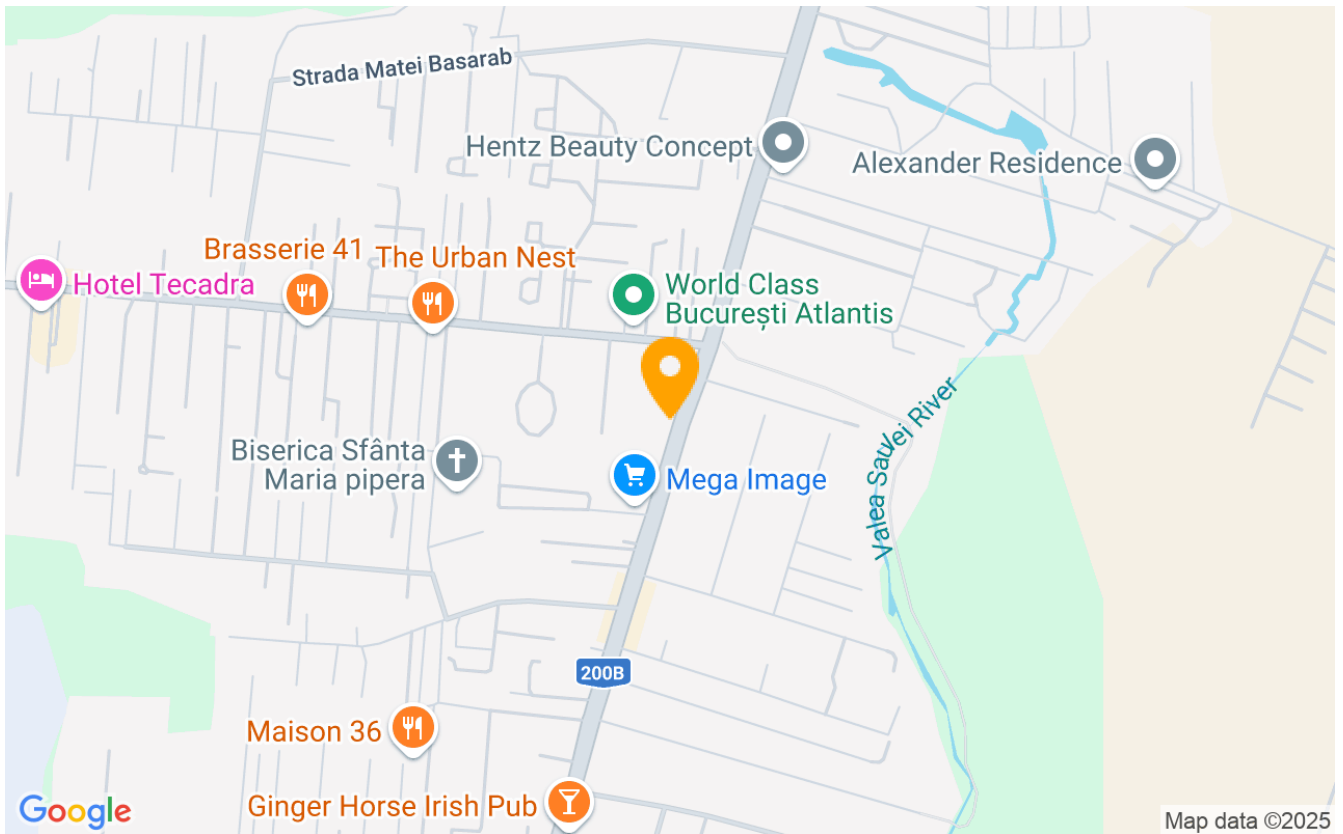 Strada Matei Basarab
Hentz Beauty Concept
Alexander Residence
Brasserie 41
The Urban Nest
Hotel Tecadra
World Class
București Atlantis
Biserica Sfânta
Maria pipera
Mega Image
Valea Saulei River
200B
Maison 36
Ginger Horse Irish Pub
Google
Map data ©2025